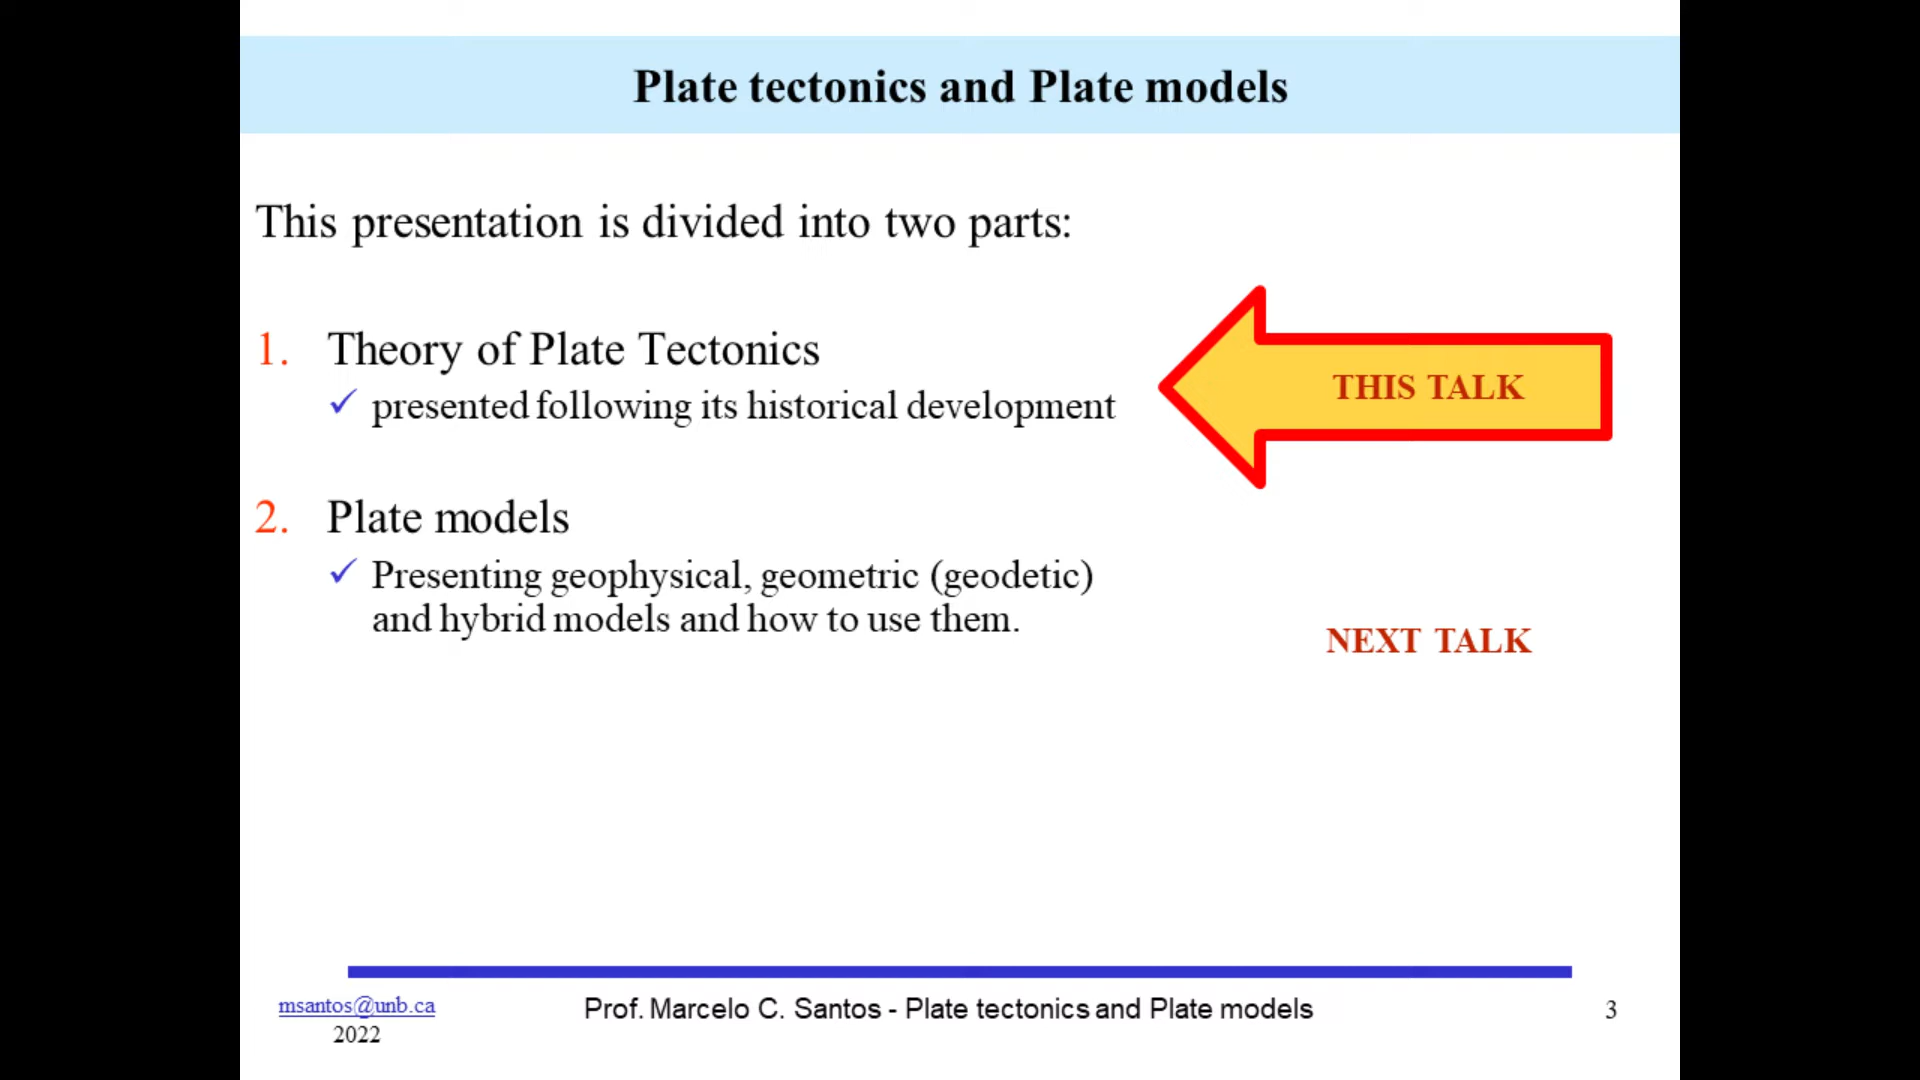 Plate tectonics and Plate models
This presentation is divided into two parts:
1. Theory of Plate Tectonics
✓ presented following its historical development
THIS TALK
2. Plate models
✓ Presenting geophysical, geometric (geodetic)
and hybrid models and how to use them.
NEXT TALK
msantos@unb.ca
2022
Prof. Marcelo C. Santos - Plate tectonics and Plate models
3